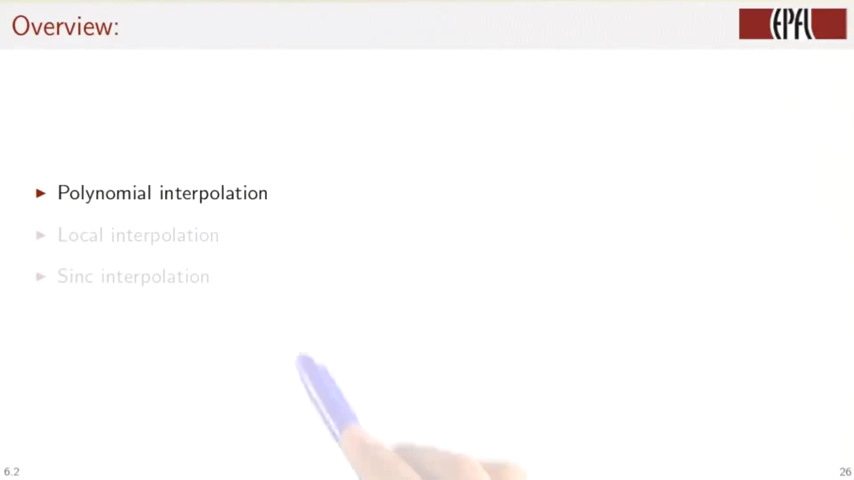 Overview:
EPFL
Polynomial interpolation
Local interpolation
Sinc interpolation
6.2
26